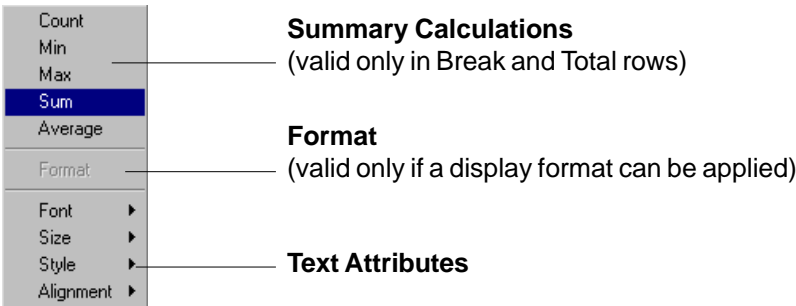 Count
Min
Max
Sum
Average
Format
Font
Size
Style
Alignment
Summary Calculations
(valid only in Break and Total rows)
Format
(valid only if a display format can be applied)
Text Attributes